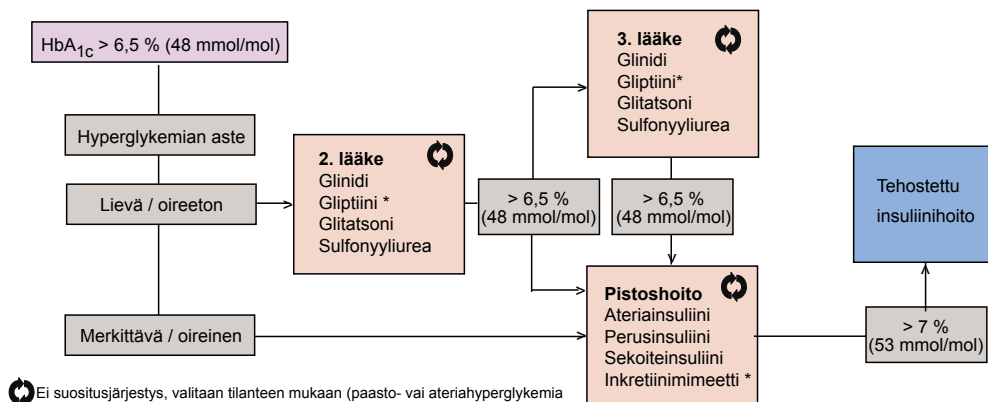 HbA1c > 6,5 % (48 mmol/mol)
Hyperglykemian aste
Lievä / oireeton
Merkittävä / oireinen
2. lääke
Glinidi
Gliptiini *
Glitatsoni
Sulfonyyliurea
> 6,5 %
(48 mmol/mol)
3. lääke
Glinidi
Gliptiini*
Glitatsoni
Sulfonyyliurea
> 6,5 %
(48 mmol/mol)
Pistoshoito
Ateriainsuliini
Perusinsuliini
Sekoiteinsuliini
Inkretiinimimeetti *
> 7 %
(53 mmol/mol)
Tehostettu
insuliinihoito
Ei suositusjärjestys, valitaan tilanteen mukaan (paasto- vai ateriahyperglykemia